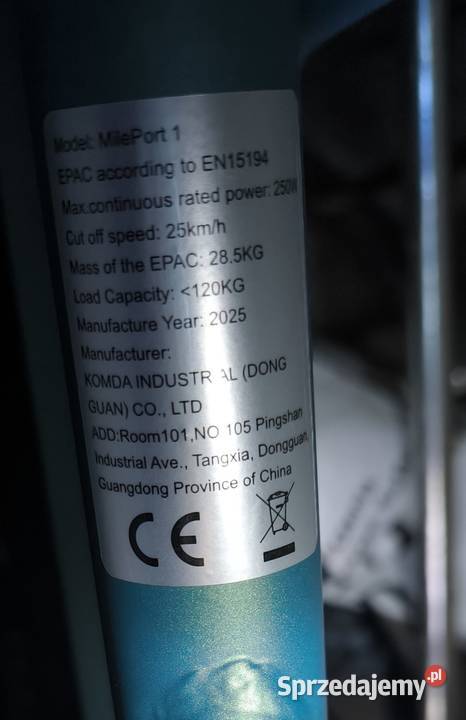 Model: MilePort 1
EPAC according to EN15194
Max.continuous rated power: 250W
Cut off speed: 25km/h
Mass of the EPAC: 28.5KG
Load Capacity: <120KG
Manufacture Year: 2025
Manufacturer:
KOMDA INDUSTRIAL (DONG
GUAN) CO., LTD
ADD:Room101,NO 105 Pingshan
Industrial Ave., Tangxia, Dongguan,
Guangdong Province of China
CE
Sprzedajemy.pl